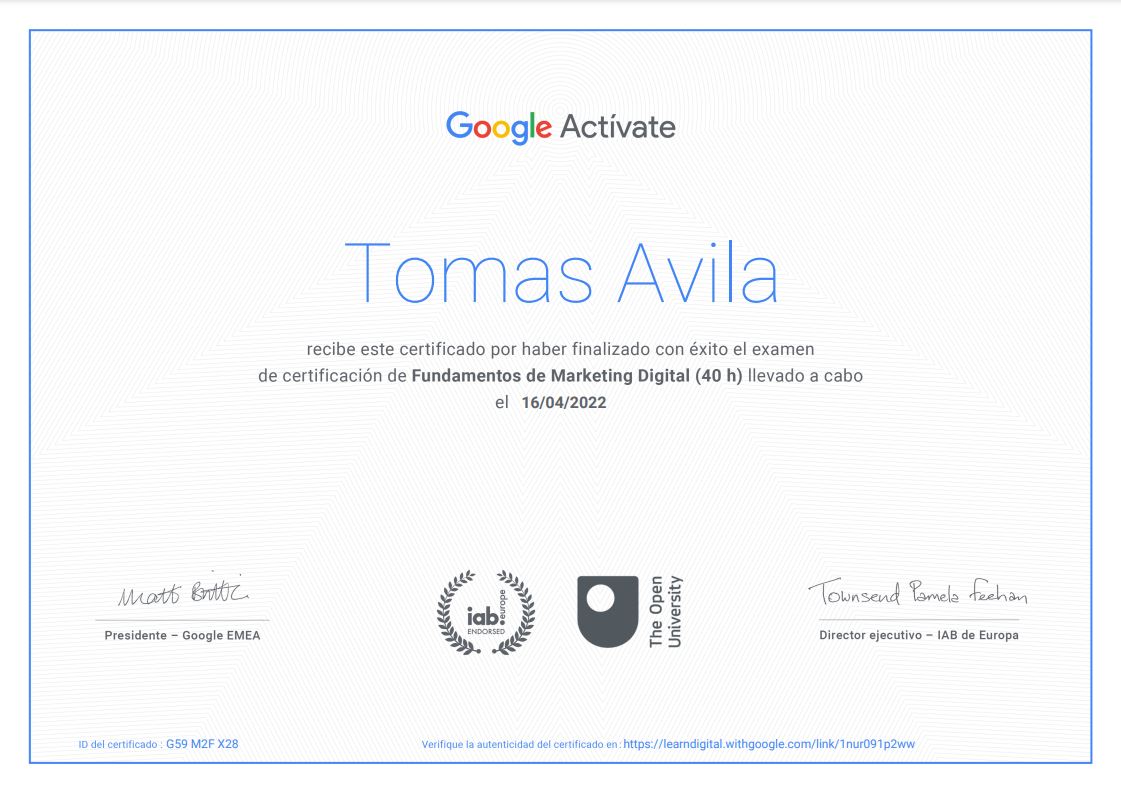 Google Actívate
Tomas Avila
recibe este certificado por haber finalizado con éxito el examen
de certificación de Fundamentos de Marketing Digital (40 h) llevado a cabo
el 16/04/2022
Matt Brittin
Presidente – Google EMEA
iab.europe
ENDORSED
The Open
University
Townsend Pamela Feehan
Director ejecutivo – IAB de Europa
ID del certificado : G59 M2F X28
Verifique la autenticidad del certificado en: https://learndigital.withgoogle.com/link/1nur091p2ww